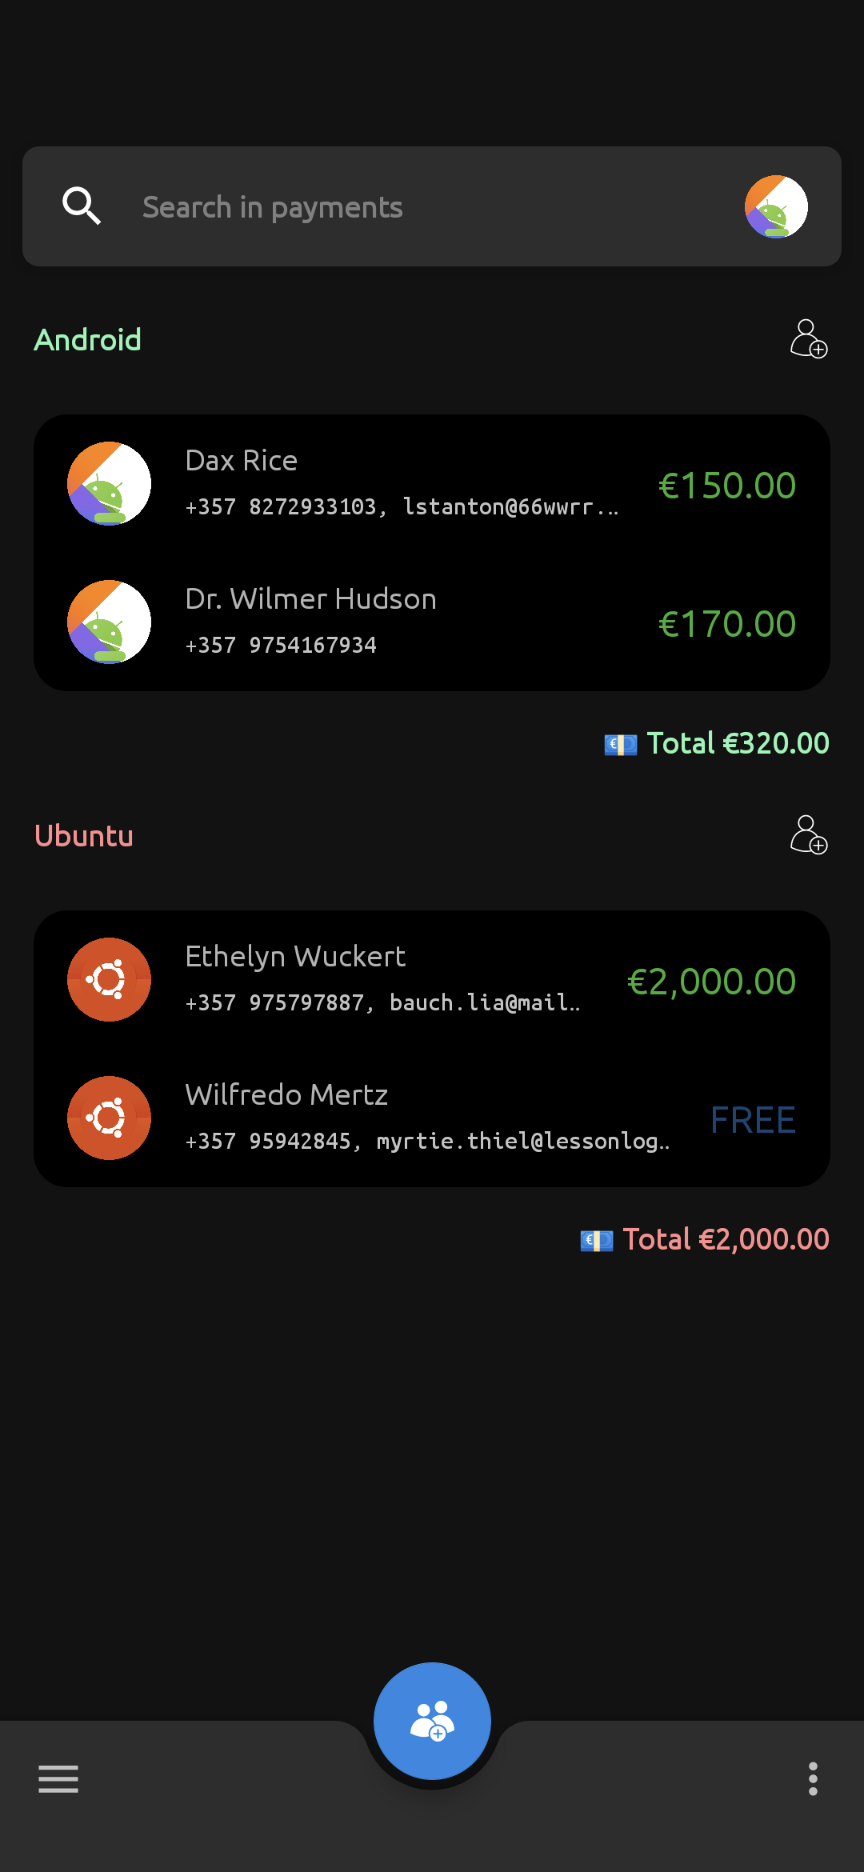 Search in payments
Android
Dax Rice
+357 8272933103, lstanton@66wwrr...
€150.00
Dr. Wilmer Hudson
+357 9754167934
€170.00
Total €320.00
Ubuntu
Ethelyn Wuckert
+357 975797887, bauch.lia@mail..
€2,000.00
Wilfredo Mertz
+357 95942845, myrtie.thiel@lessonlog..
FREE
Total €2,000.00